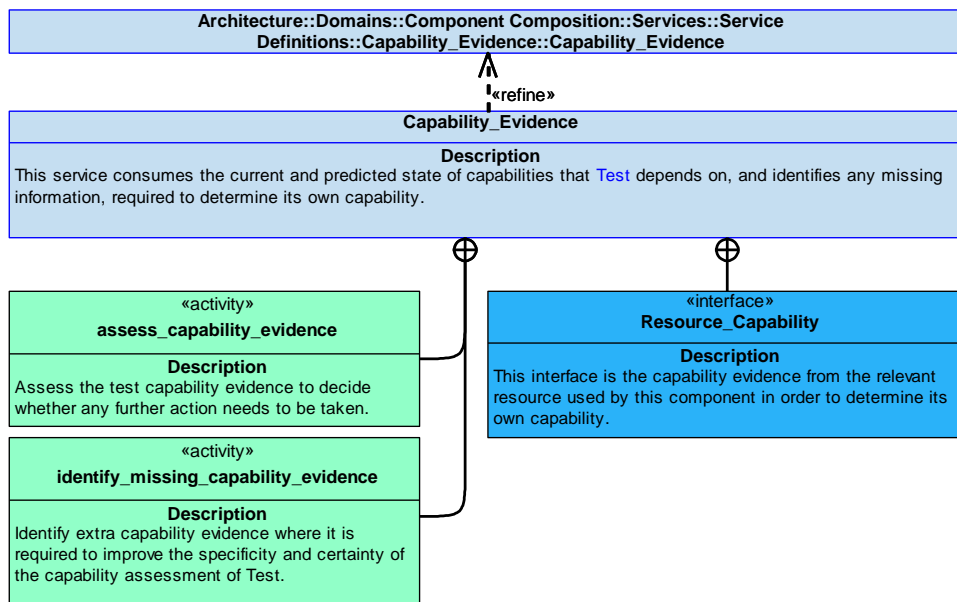 Architecture::Domains::Component Composition::Services::Service
Definitions::Capability_Evidence::Capability_Evidence
«refine»
Capability_Evidence
Description
This service consumes the current and predicted state of capabilities that Test depends on, and identifies any missing
information, required to determine its own capability.
«activity»
assess_capability_evidence
Description
Assess the test capability evidence to decide
whether any further action needs to be taken.
«interface»
Resource_Capability
Description
This interface is the capability evidence from the relevant
resource used by this component in order to determine its
own capability.
«activity»
identify_missing_capability_evidence
Description
Identify extra capability evidence where it is
required to improve the specificity and certainty of
the capability assessment of Test.